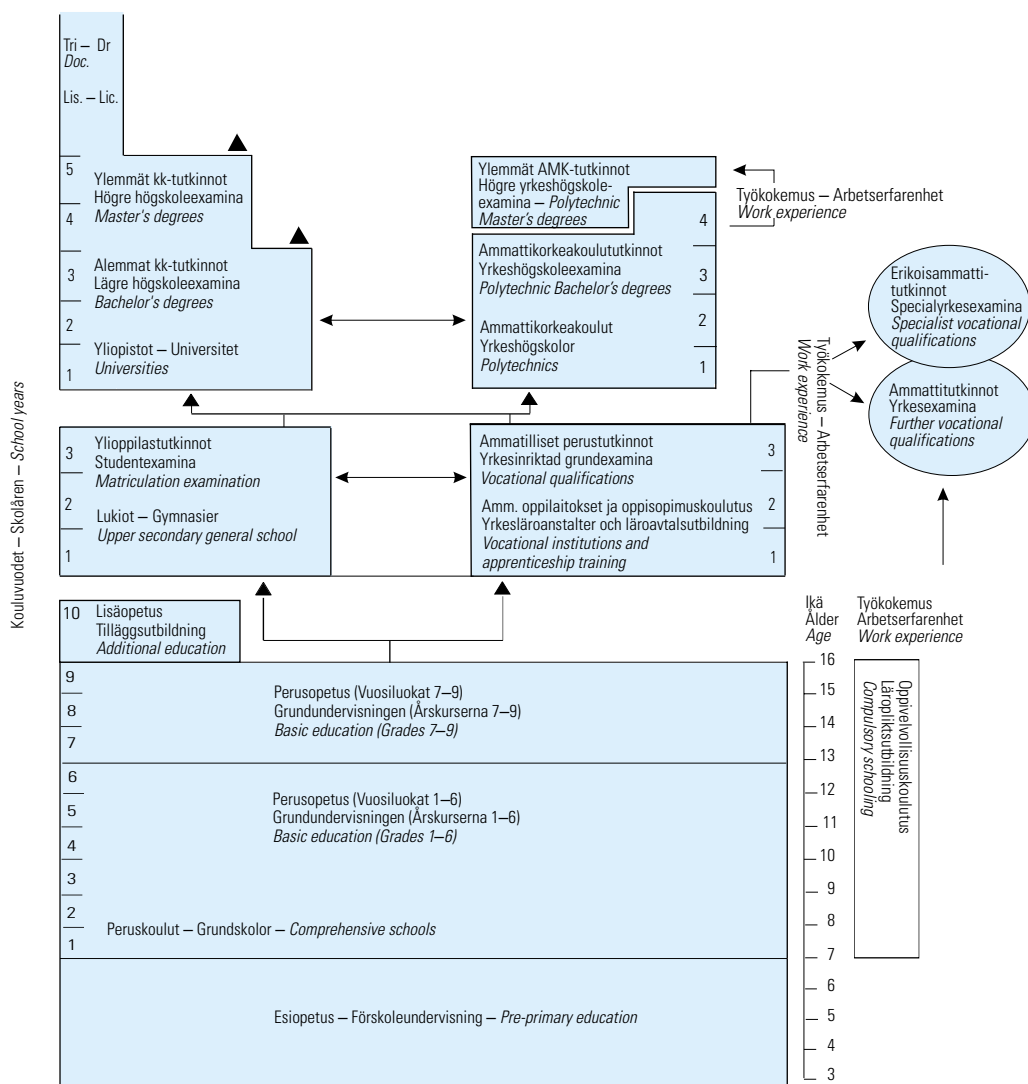 Tri – Dr
Doc.
Lis. – Lic.
5
Ylemmät kk-tutkinnot
Högre högskoleexamina
Master's degrees
4
3
Alemmat kk-tutkinnot
Lägre högskoleexamina
Bachelor's degrees
2
Yliopistot – Universitet
Universities
1
Ylemmät AMK-tutkinnot
Högre yrkeshögskole-
examina – Polytechnic
Master's degrees
4
Ammattikorkeakoulututkinnot
Yrkeshögskoleexamina
Polytechnic Bachelor's degrees
3
Ammattikorkeakoulut
Yrkeshögskolor
Polytechnics
2
1
Työkokemus – Arbetserfarenhet
Work experience
Työkokemus – Arbetserfarenhet
Work experience
Erikoisammatti-
tutkinnot
Specialyrkesexamina
Specialist vocational
qualifications
Ammattitutkinnot
Yrkesexamina
Further vocational
qualifications
Kouluvuodet – Skolåren – School years
3
Ylioppilastutkinnot
Studentexamina
Matriculation examination
2
Lukiot – Gymnasier
Upper secondary general school
1
Ammatilliset perustutkinnot
Yrkesinriktad grundexamina
Vocational qualifications
3
Amm. oppilaitokset ja oppisopimuskoulutus
Yrkesläroanstalter och läroavtalsutbildning
Vocational institutions and
apprenticeship training
2
1
10
Lisäopetus
Tilläggsutbildning
Additional education
9
8
7
Perusopetus (Vuosiluokat 7–9)
Grundundervisningen (Årskurserna 7–9)
Basic education (Grades 7–9)
6
5
4
3
2
1
Perusopetus (Vuosiluokat 1–6)
Grundundervisningen (Årskurserna 1–6)
Basic education (Grades 1–6)
Peruskoulut – Grundskolor – Comprehensive schools
Esiopetus – Förskoleundervisning – Pre-primary education
Ikä
Ålder
Age
16
15
14
13
12
11
10
9
8
7
6
5
4
3
Työkokemus
Arbetserfarenhet
Work experience
Oppivelvollisuuskoulutus
Läropliktsutbildning
Compulsory schooling